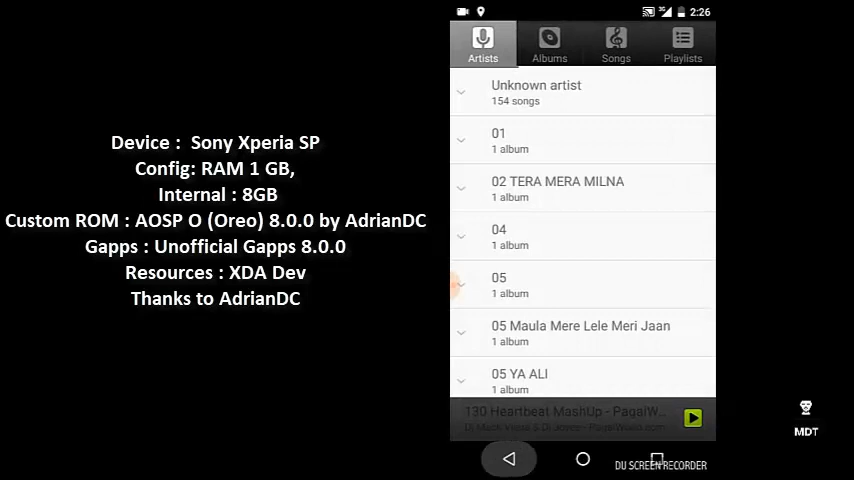 Device :  Sony Xperia SP
Config: RAM 1 GB,
Internal : 8GB
Custom ROM : AOSP O (Oreo) 8.0.0 by AdrianDC
Gapps : Unofficial Gapps 8.0.0
Resources : XDA Dev
Thanks to AdrianDC
3G 2:26
Artists Albums Songs Playlists
Unknown artist
154 songs
01
1 album
02 TERA MERA MILNA
1 album
04
1 album
05
1 album
05 Maula Mere Lele Meri Jaan
1 album
05 YA ALI
1 album
130 Heartbeat MashUp - PagalW...
PagalWorld.com
DU SCREEN RECORDER
MDT